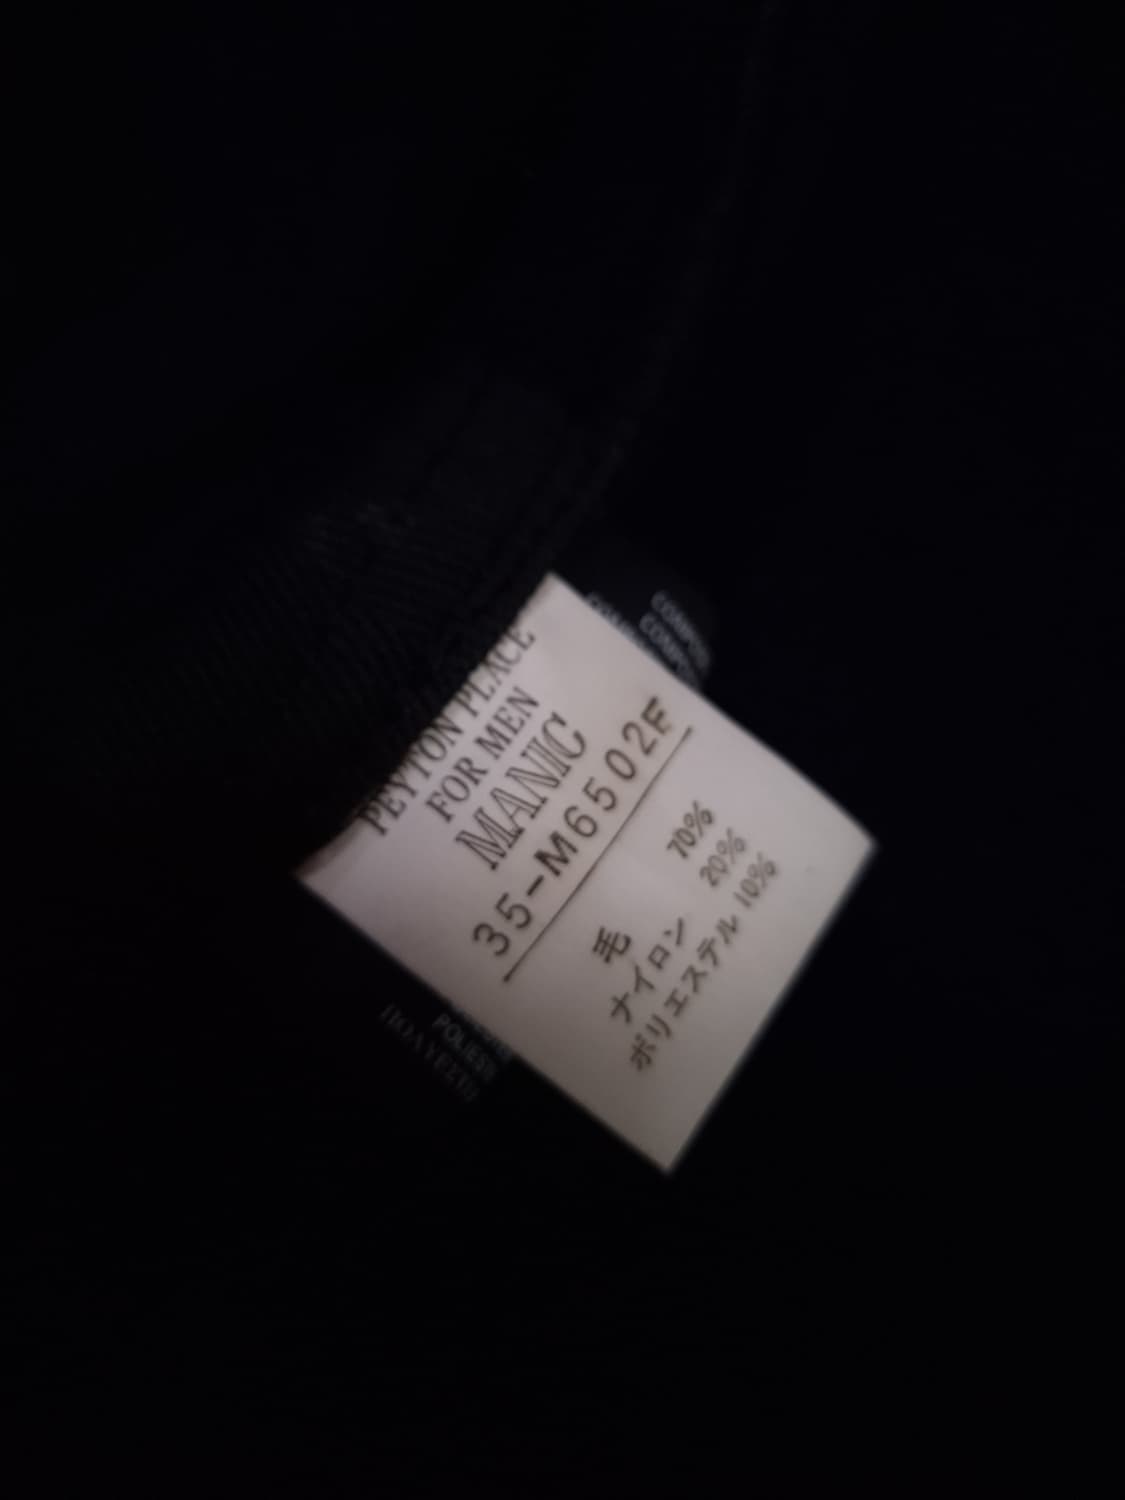 PEYTON PLACE
FOR MEN
MANIC
35-M6502F
毛 70%
ナイロン 20%
ポリエステル 10%